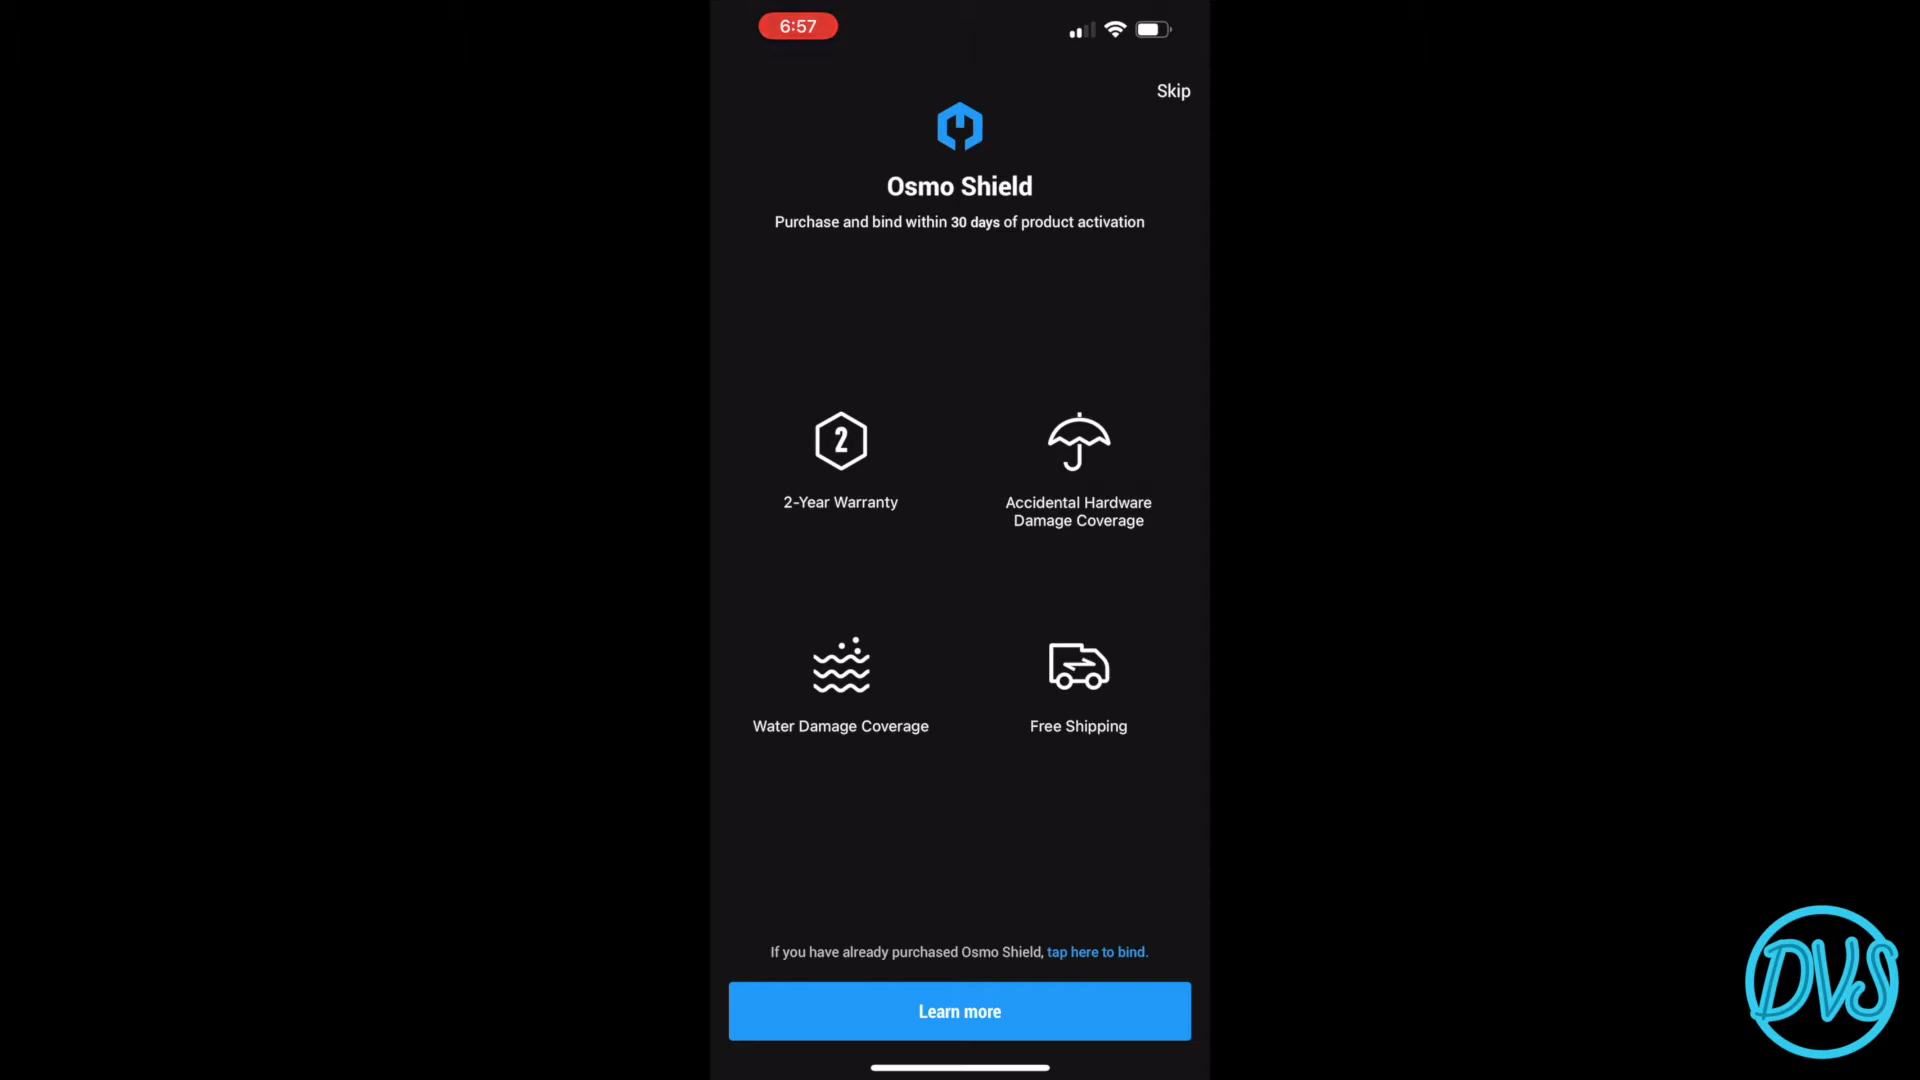 6:57
Skip
Osmo Shield
Purchase and bind within 30 days of product activation
2
2-Year Warranty
Accidental Hardware
Damage Coverage
Water Damage Coverage
Free Shipping
If you have already purchased Osmo Shield, tap here to bind.
Learn more
DVS